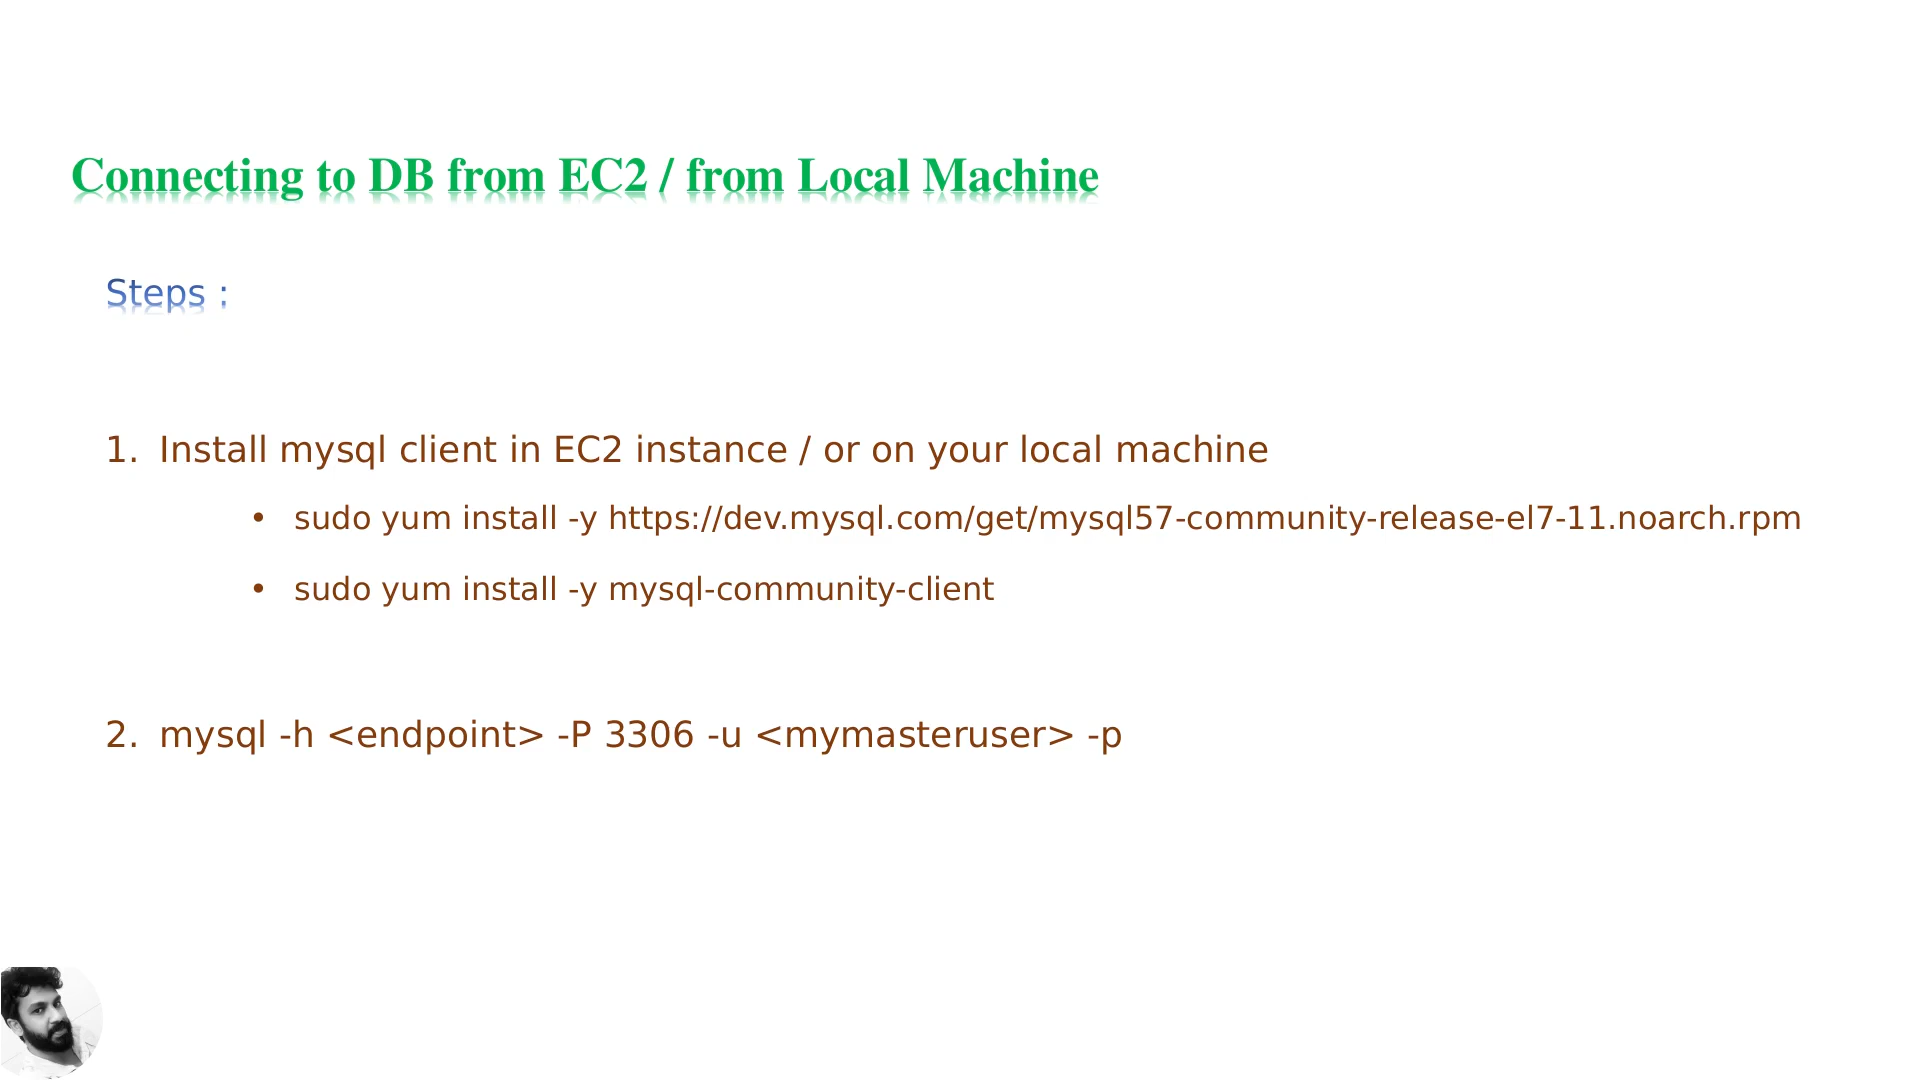 Connecting to DB from EC2 / from Local Machine
Steps :
1. Install mysql client in EC2 instance / or on your local machine
• sudo yum install -y https://dev.mysql.com/get/mysql57-community-release-el7-11.noarch.rpm
• sudo yum install -y mysql-community-client
2. mysql -h <endpoint> -P 3306 -u <mymasteruser> -p